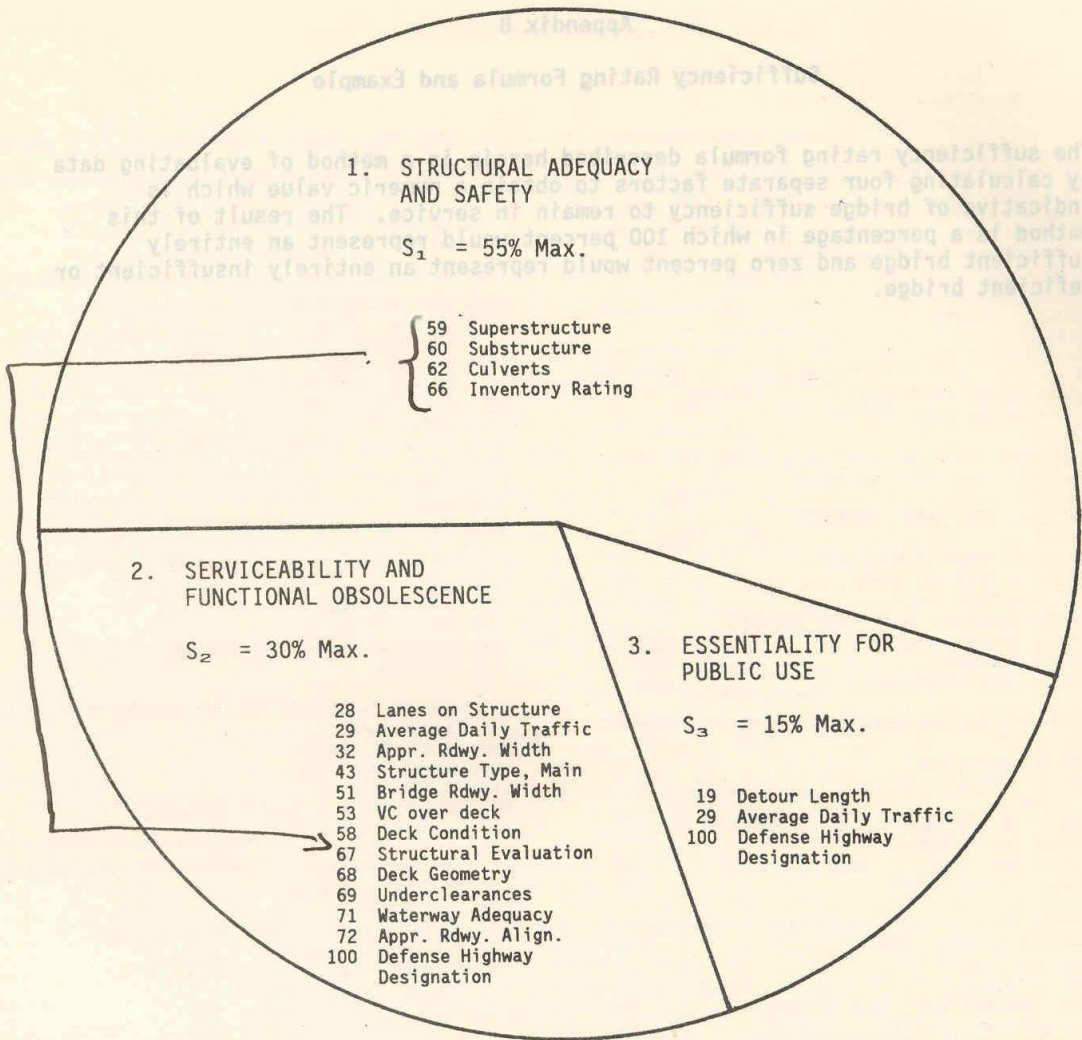 Appendix B
Sufficiency Rating Formula and Example
he sufficiency rating formula described herein is a method of evaluating data
y calculating four separate factors to obtain a numeric value which is
ndicative of bridge sufficiency to remain in service. The result of this
ethod is a percentage in which 100 percent would represent an entirely
ufficient bridge and zero percent would represent an entirely insufficient or
eficient bridge.
1. STRUCTURAL ADEQUACY
AND SAFETY
S₁ = 55% Max.
59 Superstructure
60 Substructure
62 Culverts
66 Inventory Rating
2. SERVICEABILITY AND
FUNCTIONAL OBSOLESCENCE
S₂ = 30% Max.
28 Lanes on Structure
29 Average Daily Traffic
32 Appr. Rdwy. Width
43 Structure Type, Main
51 Bridge Rdwy. Width
53 VC over deck
58 Deck Condition
67 Structural Evaluation
68 Deck Geometry
69 Underclearances
71 Waterway Adequacy
72 Appr. Rdwy. Align.
100 Defense Highway
Designation
3. ESSENTIALITY FOR
PUBLIC USE
S₃ = 15% Max.
19 Detour Length
29 Average Daily Traffic
100 Defense Highway
Designation